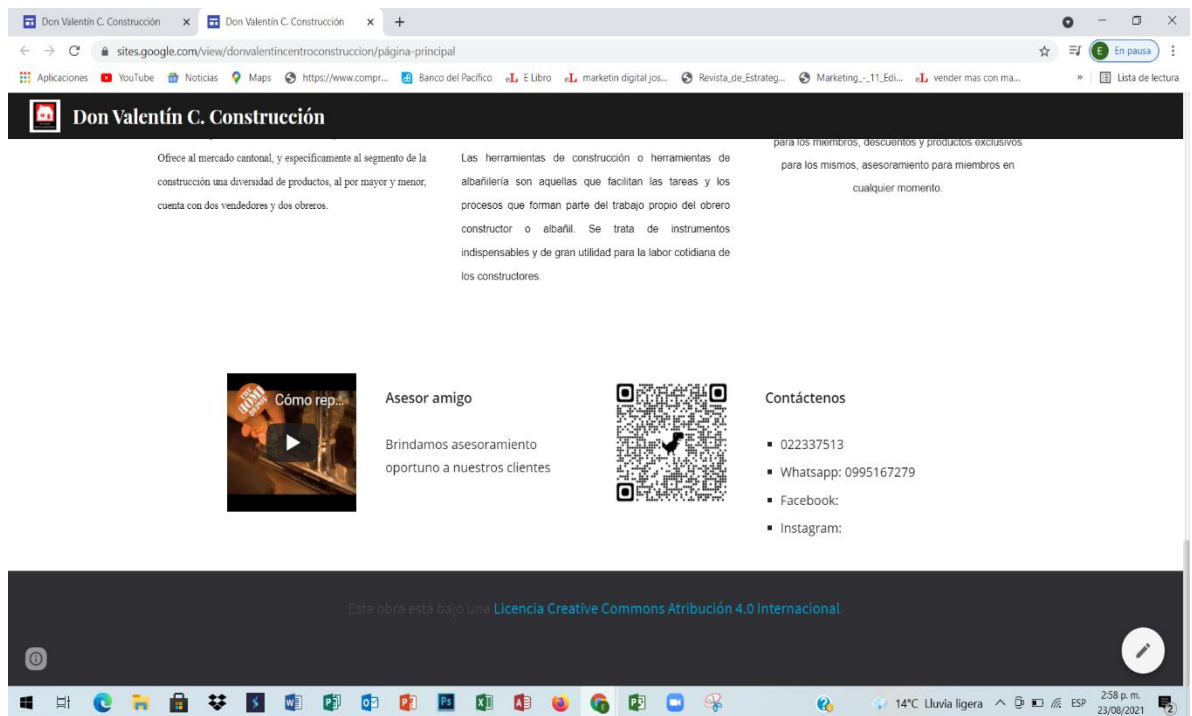 Don Valentín C. Construcción
Don Valentín C. Construcción
sites.google.com/view/donvalentincentroconstruccion/página-principal
E En pausa
Aplicaciones YouTube Noticias Maps https://www.compr... Banco del Pacífico eL E Libro eL marketin digital jos... Revista_de_Estrateg... Marketing_-_11_Edi... eL vender mas con ma... » Lista de lectura
Don Valentín C. Construcción
Ofrece al mercado cantonal, y específicamente al segmento de la
construcción una diversidad de productos, al por mayor y menor,
cuenta con dos vendedores y dos obreros.
Las herramientas de construcción o herramientas de
albañilería son aquellas que facilitan las tareas y los
procesos que forman parte del trabajo propio del obrero
constructor o albañil. Se trata de instrumentos
indispensables y de gran utilidad para la labor cotidiana de
los constructores.
para los miembros, descuentos y productos exclusivos
para los mismos, asesoramiento para miembros en
cualquier momento.
THE HOME DEPOT
Cómo rep...
Asesor amigo
Brindamos asesoramiento
oportuno a nuestros clientes
Contáctenos
▪ 022337513
▪ Whatsapp: 0995167279
▪ Facebook:
▪ Instagram:
Esta obra está bajo una Licencia Creative Commons Atribución 4.0 Internacional.
14°C Lluvia ligera ESP
2:58 p. m.
23/08/2021
2